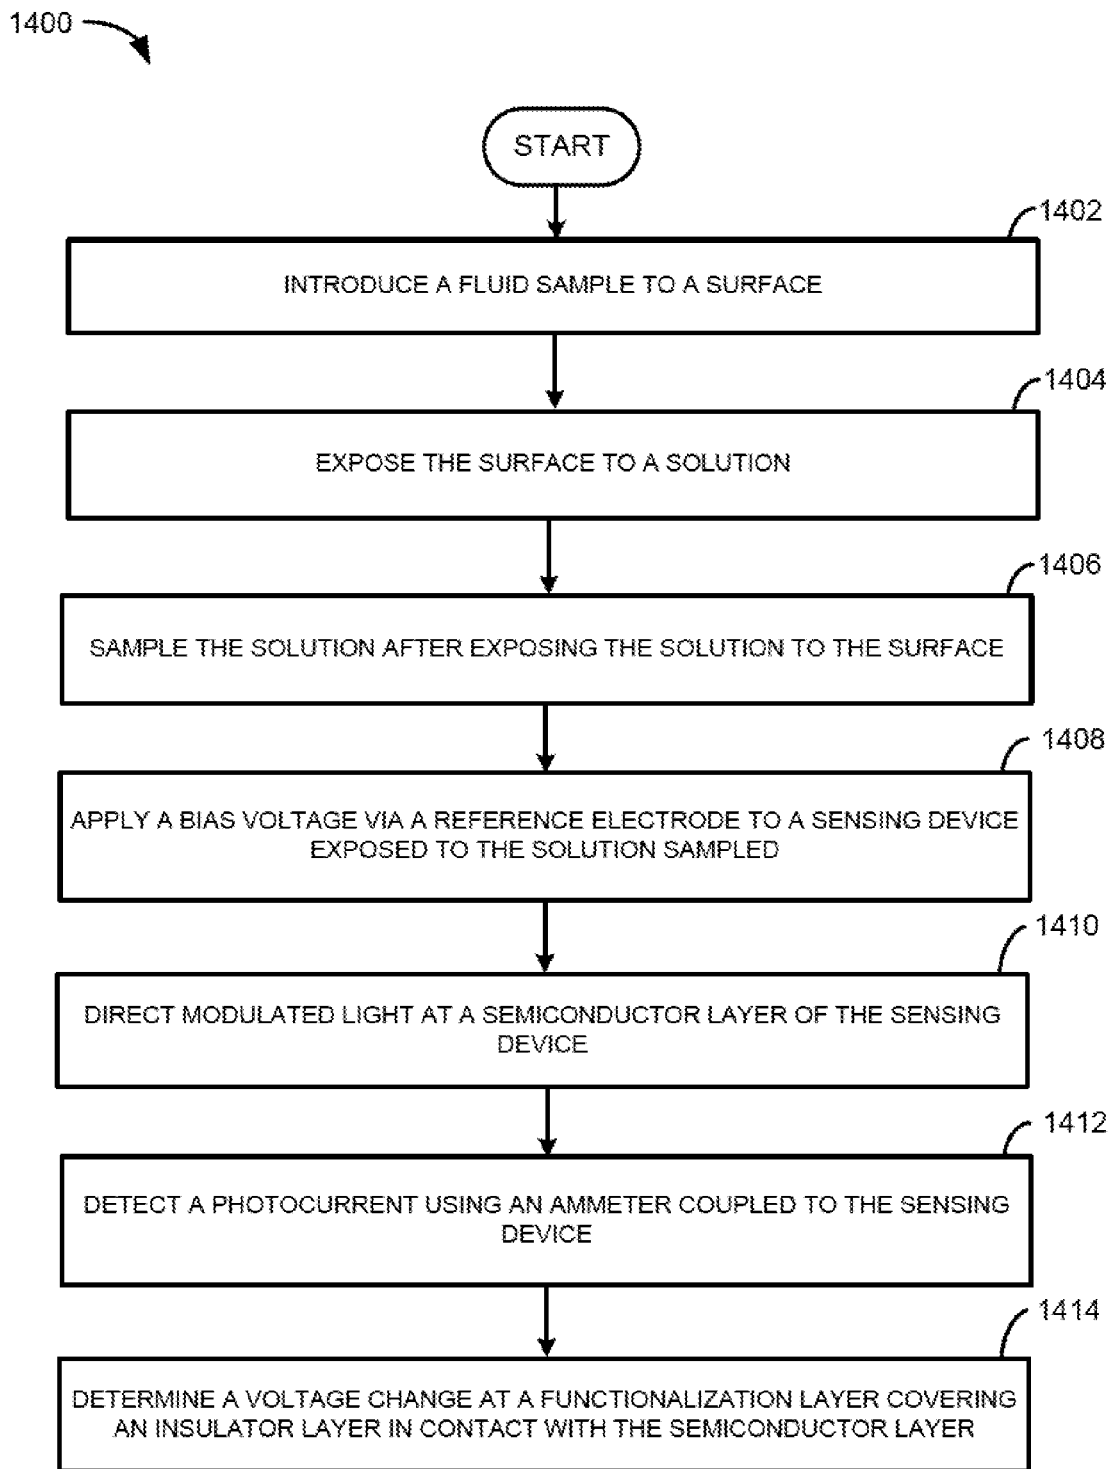 1400
START
1402
INTRODUCE A FLUID SAMPLE TO A SURFACE
1404
EXPOSE THE SURFACE TO A SOLUTION
1406
SAMPLE THE SOLUTION AFTER EXPOSING THE SOLUTION TO THE SURFACE
1408
APPLY A BIAS VOLTAGE VIA A REFERENCE ELECTRODE TO A SENSING DEVICE
EXPOSED TO THE SOLUTION SAMPLED
1410
DIRECT MODULATED LIGHT AT A SEMICONDUCTOR LAYER OF THE SENSING
DEVICE
1412
DETECT A PHOTOCURRENT USING AN AMMETER COUPLED TO THE SENSING
DEVICE
1414
DETERMINE A VOLTAGE CHANGE AT A FUNCTIONALIZATION LAYER COVERING
AN INSULATOR LAYER IN CONTACT WITH THE SEMICONDUCTOR LAYER